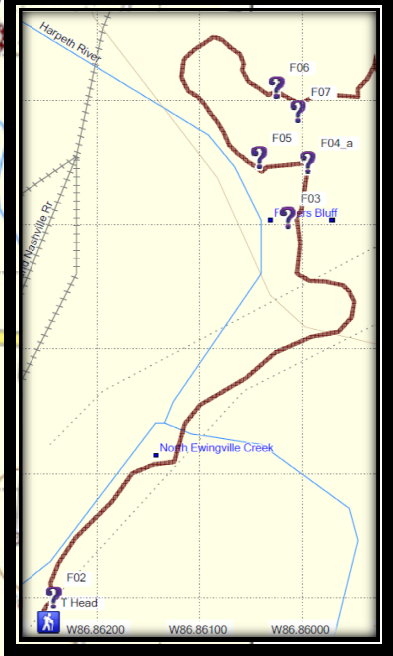 Harpeth River
F06
F07
F05
F04_a
F03
s Bluff
Nashville Rr
North Ewingville Creek
F02
T Head
W86.86200
W86.86100
W86.86000